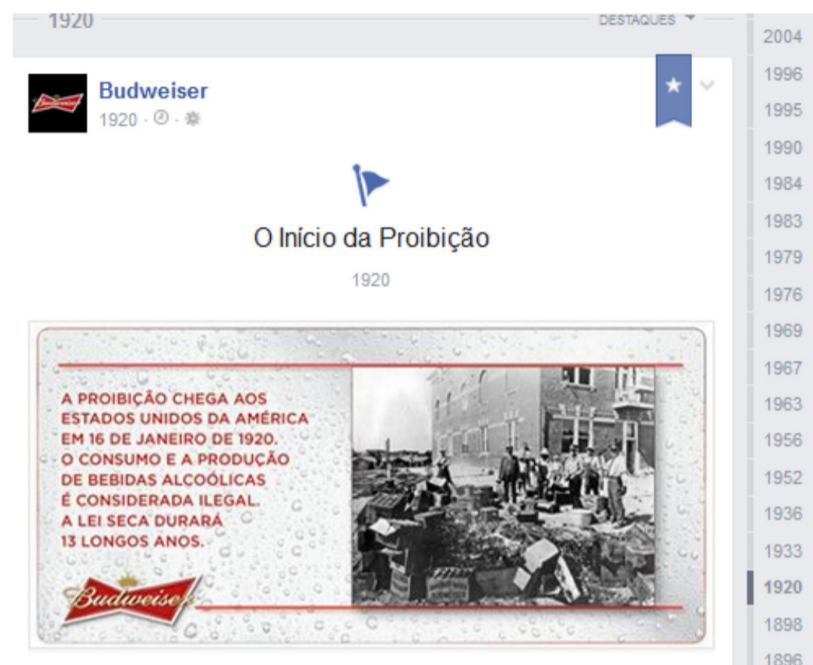 1920
DESTAQUES
Budweiser
1920
O Início da Proibição
1920
A PROIBIÇÃO CHEGA AOS
ESTADOS UNIDOS DA AMÉRICA
EM 16 DE JANEIRO DE 1920.
O CONSUMO E A PRODUÇÃO
DE BEBIDAS ALCOÓLICAS
É CONSIDERADA ILEGAL.
A LEI SECA DURARÁ
13 LONGOS ANOS.
Budweiser
2004
1996
1995
1990
1984
1983
1979
1976
1969
1967
1963
1956
1952
1936
1933
1920
1898
1896